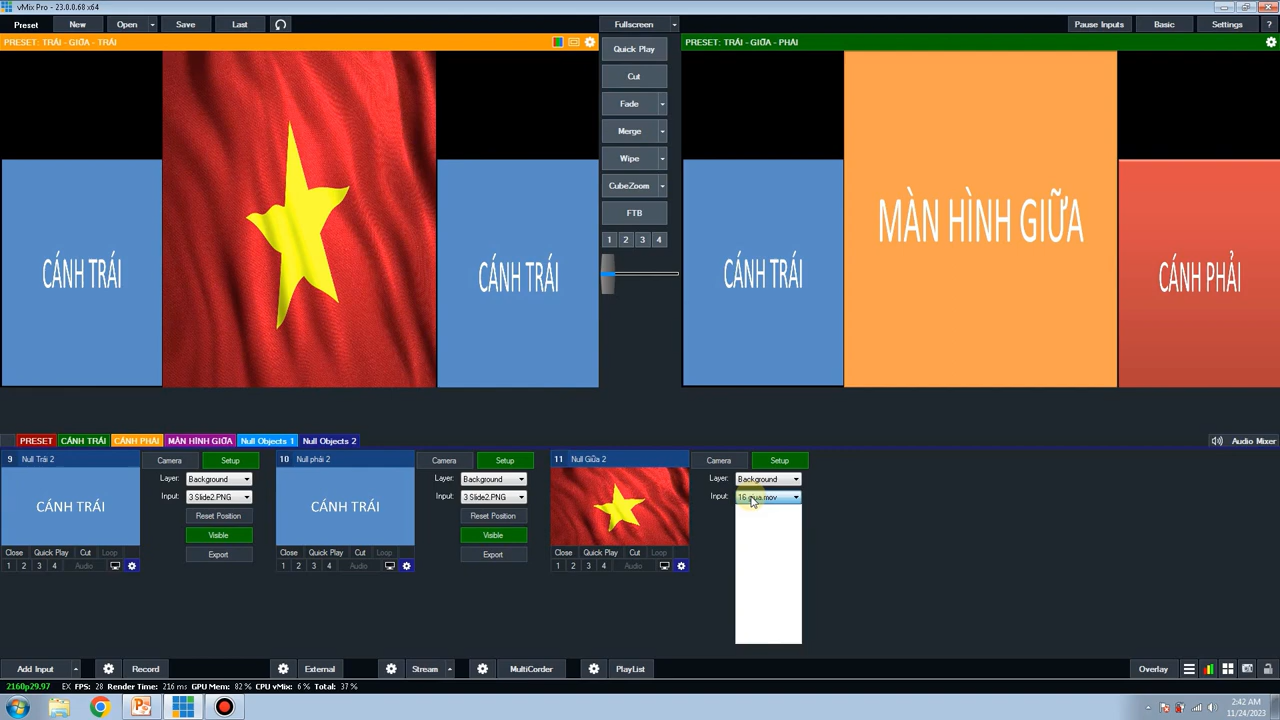 vMix Pro - 23.0.0.68 x64
Preset New Open Save Last
Fullscreen
Pause Inputs Basic Settings ?
PRESET: TRÁI - GIỮA - TRÁI
PRESET: TRÁI - GIỮA - PHẢI
Quick Play
Cut
Fade
Merge
Wipe
CubeZoom
FTB
1 2 3 4
CÁNH TRÁI
CÁNH TRÁI
CÁNH TRÁI
MÀN HÌNH GIỮA
CÁNH PHẢI
PRESET CÁNH TRÁI CÁNH PHẢI MÀN HÌNH GIỮA Null Objects 1 Null Objects 2
Audio Mixer
9 Null Trái 2
Camera Setup
Layer: Background
Input: 3 Slide2.PNG
Reset Position
Visible
Export
CÁNH TRÁI
Close Quick Play Cut Loop
1 2 3 4 Audio
10 Null phải 2
Camera Setup
Layer: Background
Input: 3 Slide2.PNG
Reset Position
Visible
Export
CÁNH TRÁI
Close Quick Play Cut Loop
1 2 3 4 Audio
11 Null Giữa 2
Camera Setup
Layer: Background
Input: 16
Close Quick Play Cut Loop
1 2 3 4 Audio
Add Input Record External Stream MultiCorder PlayList Overlay
2160p29.97 EX FPS: 28 Render Time: 216 ms GPU Mem: 82 % CPU vMix: 6 % Total: 37 %
2:42 AM
11/24/2023